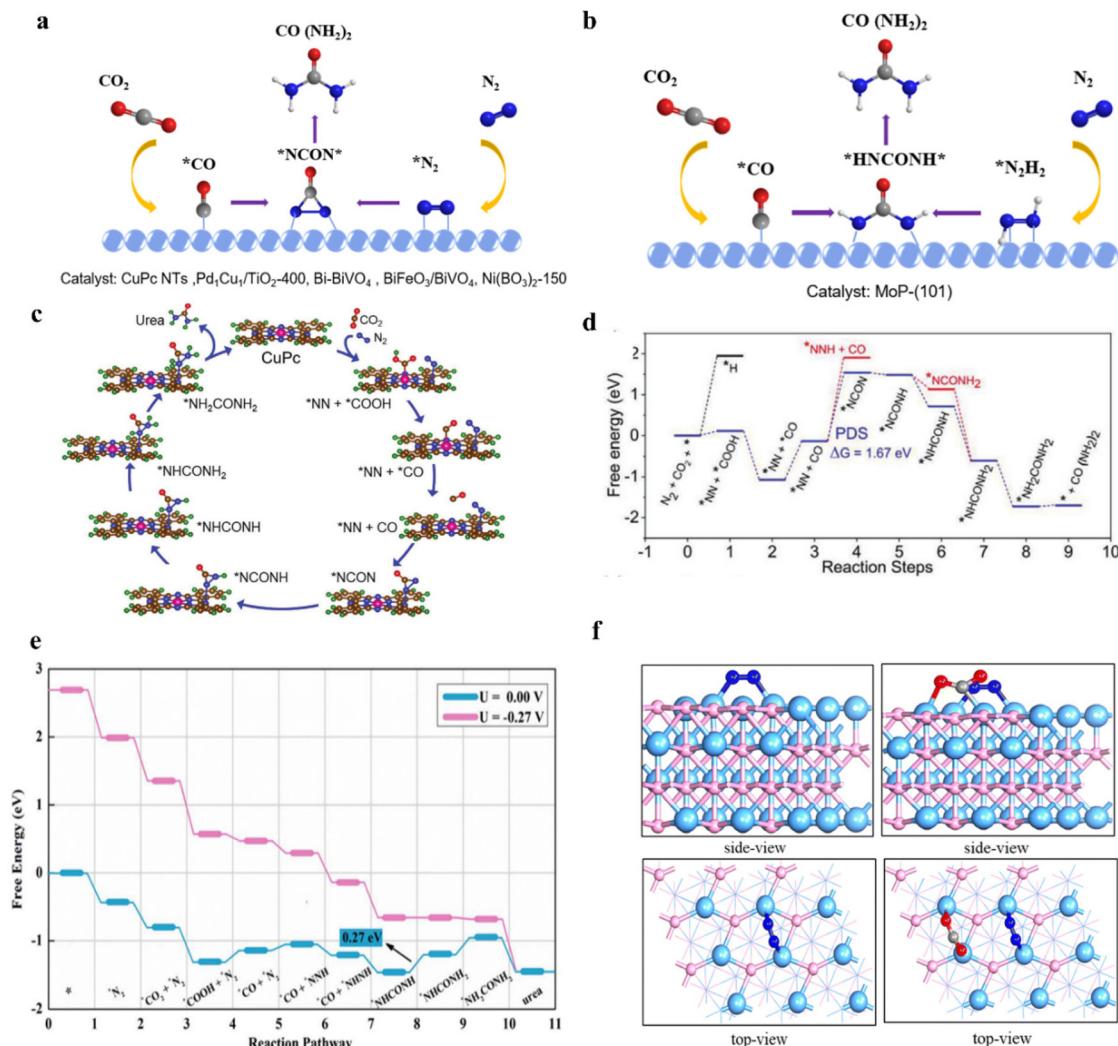 a
CO (NH₂)₂
CO₂
N₂
*NCON*
*CO
*N₂
Catalyst: CuPc NTs ,Pd₁Cu₁/TiO₂-400, Bi-BiVO₄ , BiFeO₃/BiVO₄, Ni(BO₃)₂-150
b
CO (NH₂)₂
CO₂
N₂
*HNCONH*
*CO
*N₂H₂
Catalyst: MoP-(101)
c
Urea
CO₂
N₂
CuPc
*NH₂CONH₂
*NN + *COOH
*NHCONH₂
*NN + *CO
*NHCONH
*NN + CO
*NCONH
*NCON
d
Free energy (eV)
2
1
0
-1
-2
*H
*NNH + CO
*NCON
*NCONH
*NCONH₂
*NHCONH
PDS
ΔG = 1.67 eV
N₂ + CO₂ + *
*NN + *COOH
*NN + *CO
*NN + CO
*NHCONH₂
*NH₂CONH₂
* + CO (NH₂)₂
-1 0 1 2 3 4 5 6 7 8 9 10
Reaction Steps
e
Free Energy (eV)
3
2
1
0
-1
-2
U = 0.00 V
U = -0.27 V
0.27 eV
*
*N₂
*CO₂ + *N₂
*COOH + *N₂
*CO + *N₂
*CO + *NNH
*CO + *NHNH
*NHCONH
*NHCONH₂
*NH₂CONH₂
urea
0 1 2 3 4 5 6 7 8 9 10 11
Reaction Pathway
f
side-view
side-view
top-view
top-view